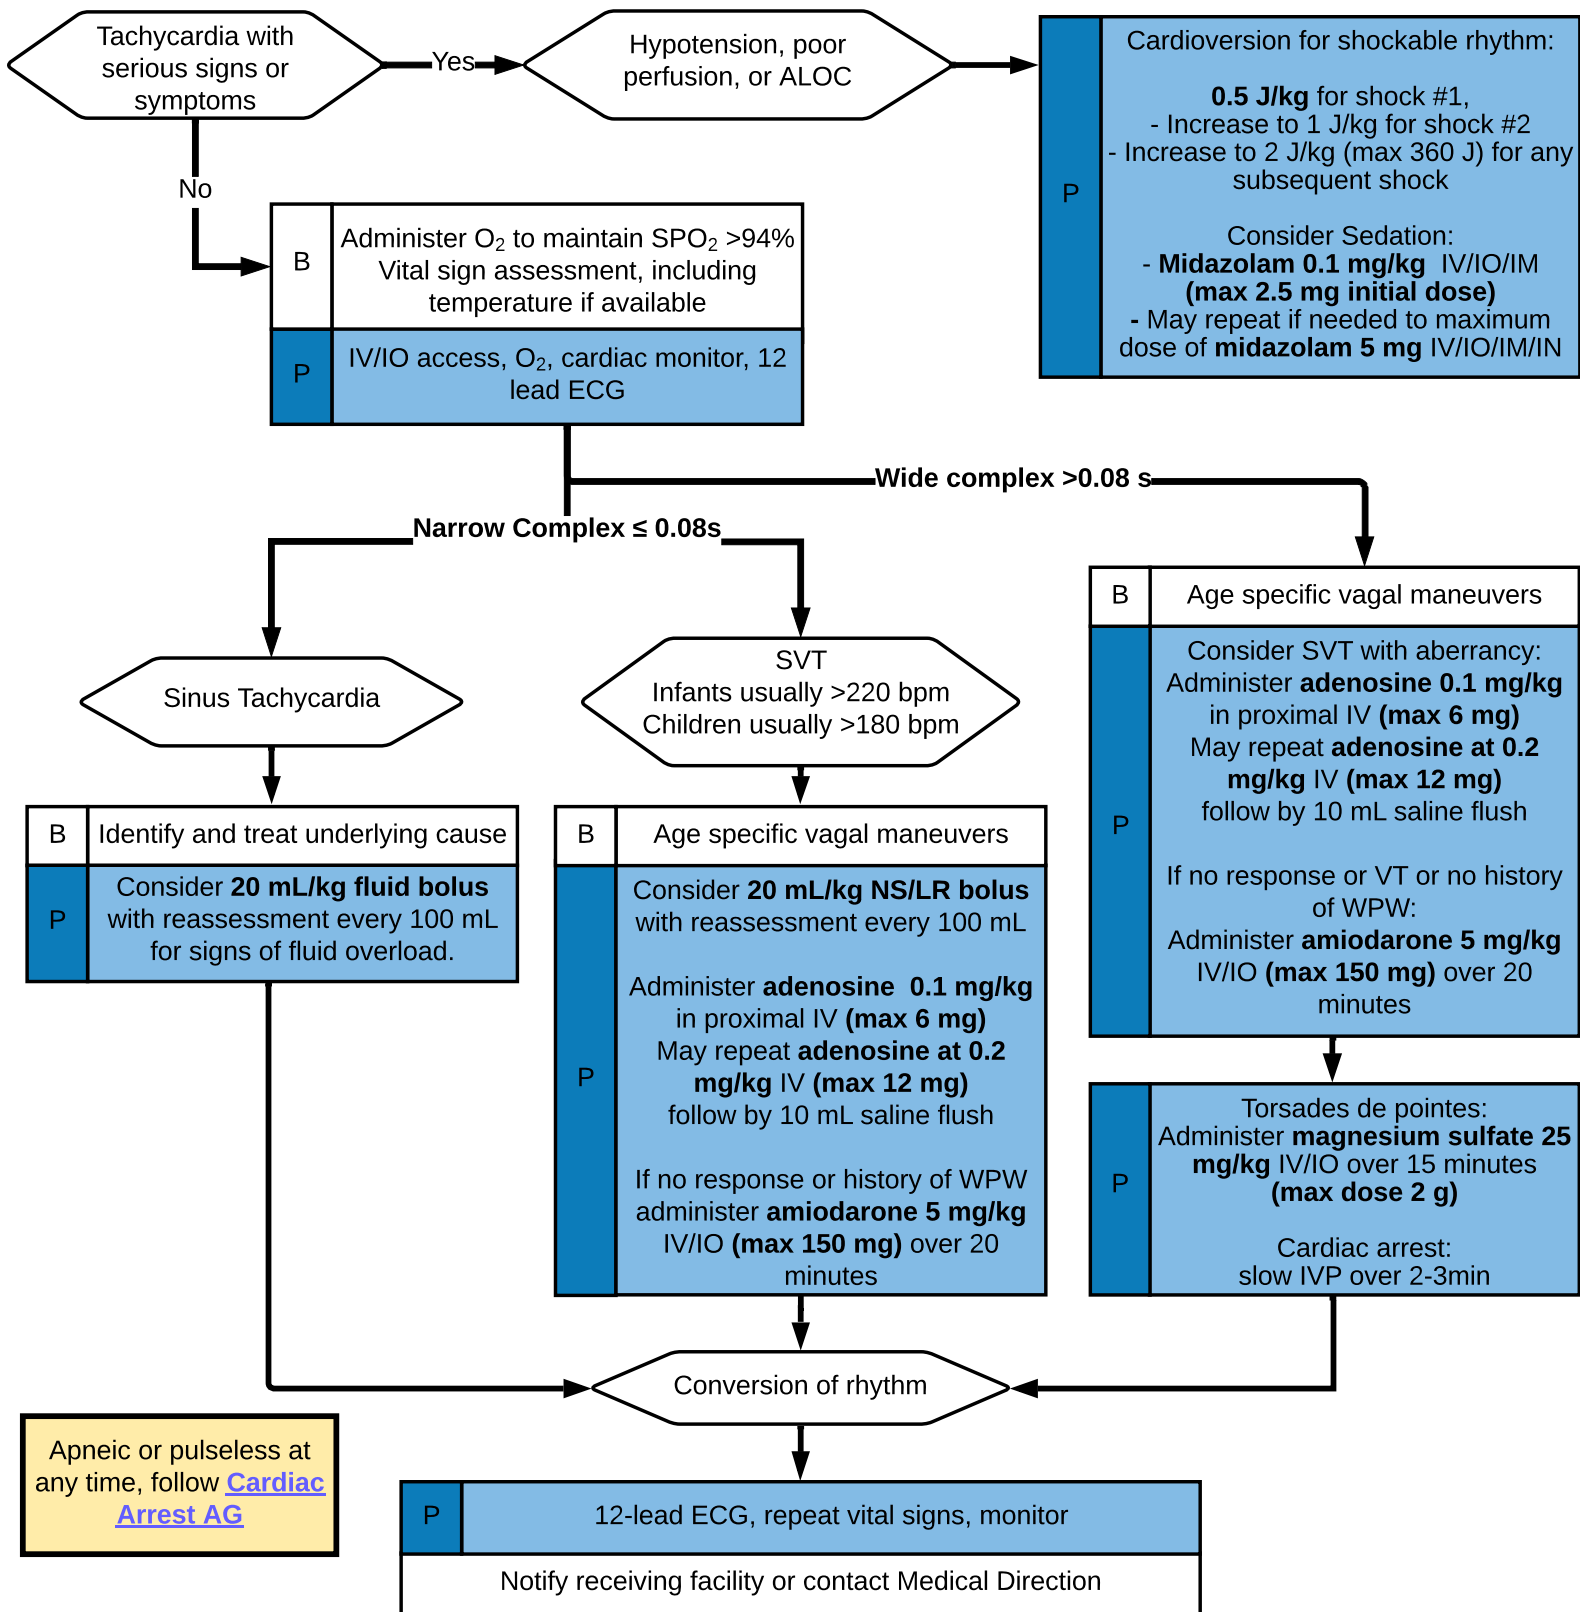 Tachycardia with
serious signs or
symptoms
Yes
Hypotension, poor
perfusion, or ALOC
P
Cardioversion for shockable rhythm:
0.5 J/kg for shock #1,
- Increase to 1 J/kg for shock #2
- Increase to 2 J/kg (max 360 J) for any
subsequent shock
Consider Sedation:
- Midazolam 0.1 mg/kg  IV/IO/IM
(max 2.5 mg initial dose)
- May repeat if needed to maximum
dose of midazolam 5 mg IV/IO/IM/IN
No
B
Administer O₂ to maintain SPO₂ >94%
Vital sign assessment, including
temperature if available
P
IV/IO access, O₂, cardiac monitor, 12
lead ECG
Wide complex >0.08 s
Narrow Complex ≤ 0.08s
Sinus Tachycardia
B
Identify and treat underlying cause
P
Consider 20 mL/kg fluid bolus
with reassessment every 100 mL
for signs of fluid overload.
SVT
Infants usually >220 bpm
Children usually >180 bpm
B
Age specific vagal maneuvers
P
Consider 20 mL/kg NS/LR bolus
with reassessment every 100 mL
Administer adenosine  0.1 mg/kg
in proximal IV (max 6 mg)
May repeat adenosine at 0.2
mg/kg IV (max 12 mg)
follow by 10 mL saline flush
If no response or history of WPW
administer amiodarone 5 mg/kg
IV/IO (max 150 mg) over 20
minutes
B
Age specific vagal maneuvers
P
Consider SVT with aberrancy:
Administer adenosine 0.1 mg/kg
in proximal IV (max 6 mg)
May repeat adenosine at 0.2
mg/kg IV (max 12 mg)
follow by 10 mL saline flush
If no response or VT or no history
of WPW:
Administer amiodarone 5 mg/kg
IV/IO (max 150 mg) over 20
minutes
P
Torsades de pointes:
Administer magnesium sulfate 25
mg/kg IV/IO over 15 minutes
(max dose 2 g)
Cardiac arrest:
slow IVP over 2-3min
Conversion of rhythm
Apneic or pulseless at
any time, follow Cardiac
Arrest AG
P
12-lead ECG, repeat vital signs, monitor
Notify receiving facility or contact Medical Direction